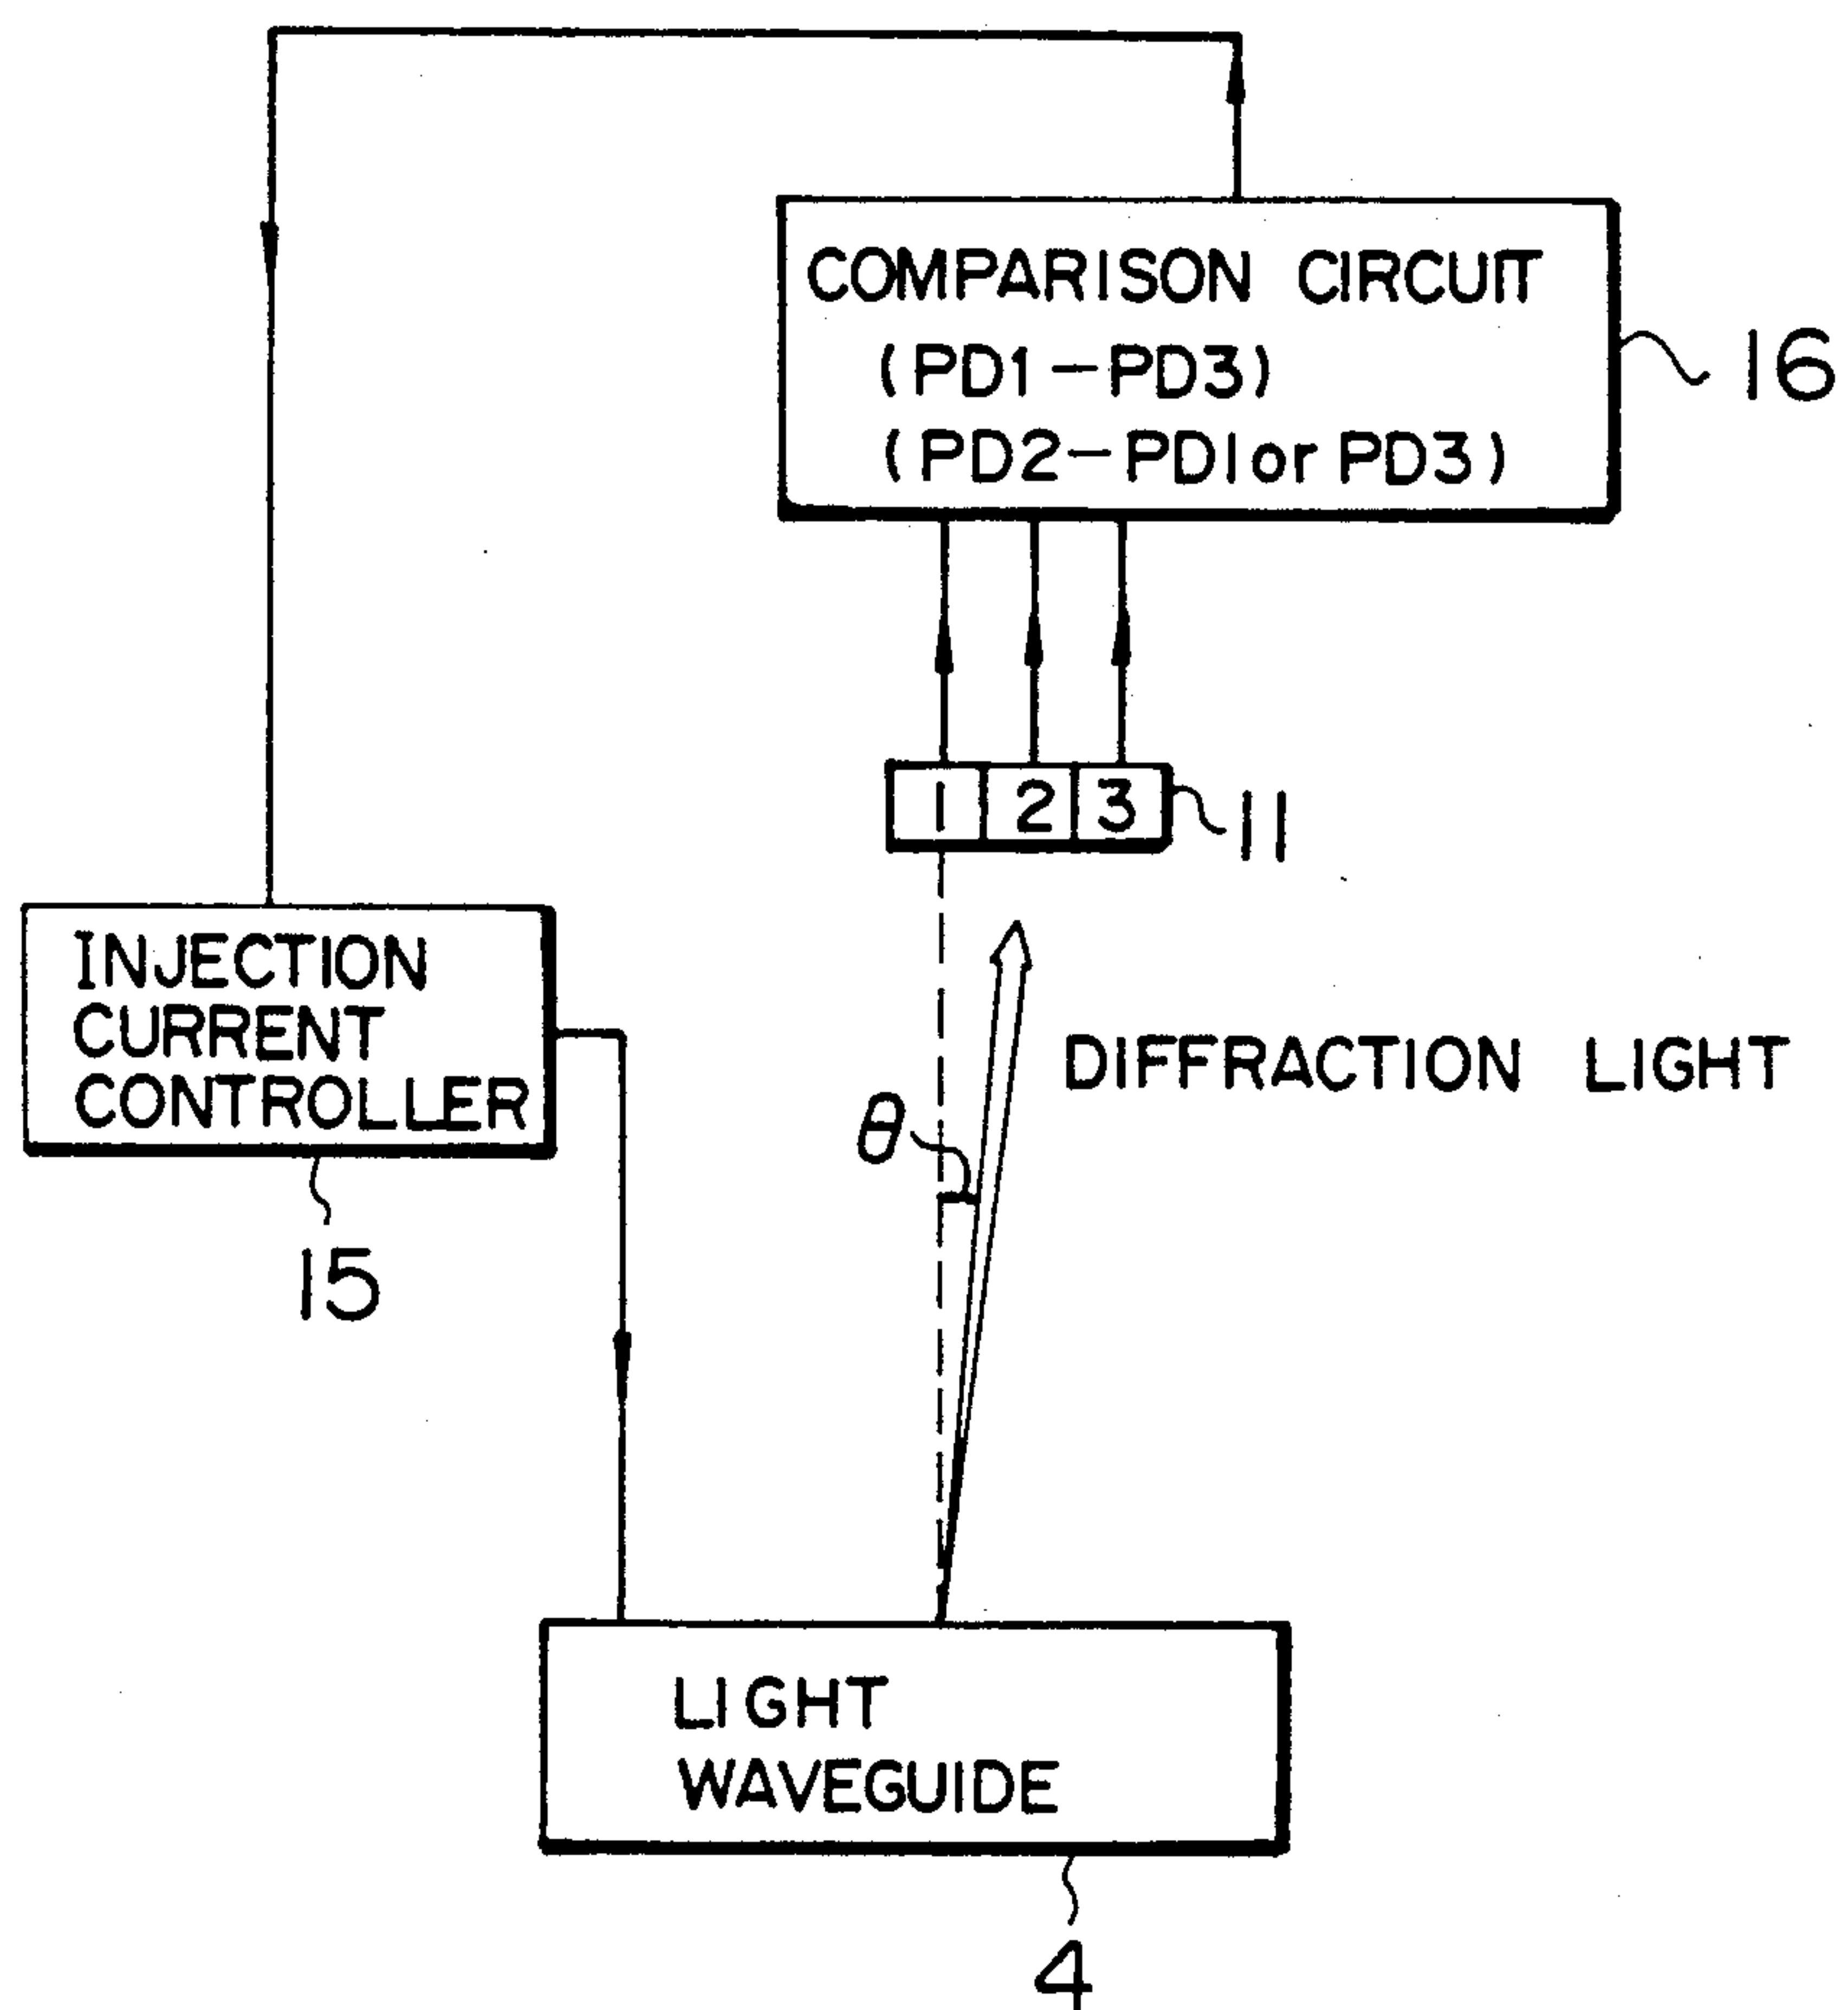 COMPARISON CIRCUIT
(PD1-PD3)
(PD2-PD1 or PD3)
16
1 2 3
11
INJECTION
CURRENT
CONTROLLER
15
DIFFRACTION LIGHT
θ
LIGHT
WAVEGUIDE
4